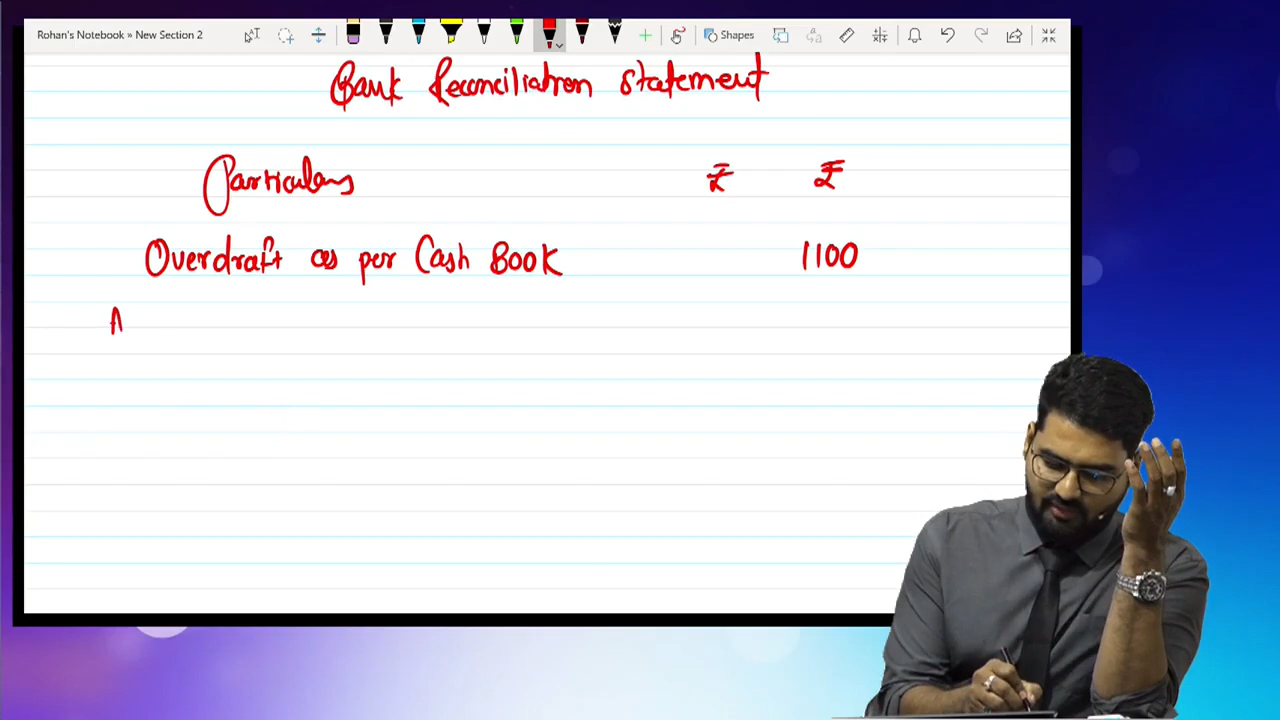 Rohan's Notebook » New Section 2
Shapes
Bank Reconciliation Statement
Particulars ₹ ₹
Overdraft as per Cash Book 1100
A